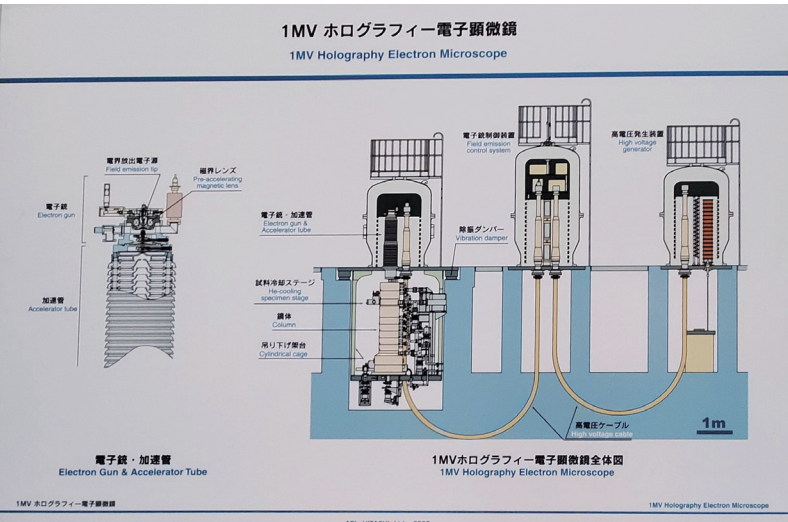 1MV ホログラフィー電子顕微鏡
1MV Holography Electron Microscope
電界放出電子源
Field emission tip
磁界レンズ
Pre-accelerating
magnetic lens
電子銃
Electron gun
加速管
Accelerator tube
電子銃・加速管
Electron Gun & Accelerator Tube
電子銃制御装置
Field emission
control system
高電圧発生装置
High voltage
generator
電子銃・加速管
Electron gun &
Accelerator tube
除振ダンパー
Vibration damper
試料冷却ステージ
He-cooling
specimen stage
鏡体
Column
吊り下げ架台
Cylindrical cage
高電圧ケーブル
High voltage cable
1m
1MVホログラフィー電子顕微鏡全体図
1MV Holography Electron Microscope
1MV ホログラフィー電子顕微鏡
1MV Holography Electron Microscope